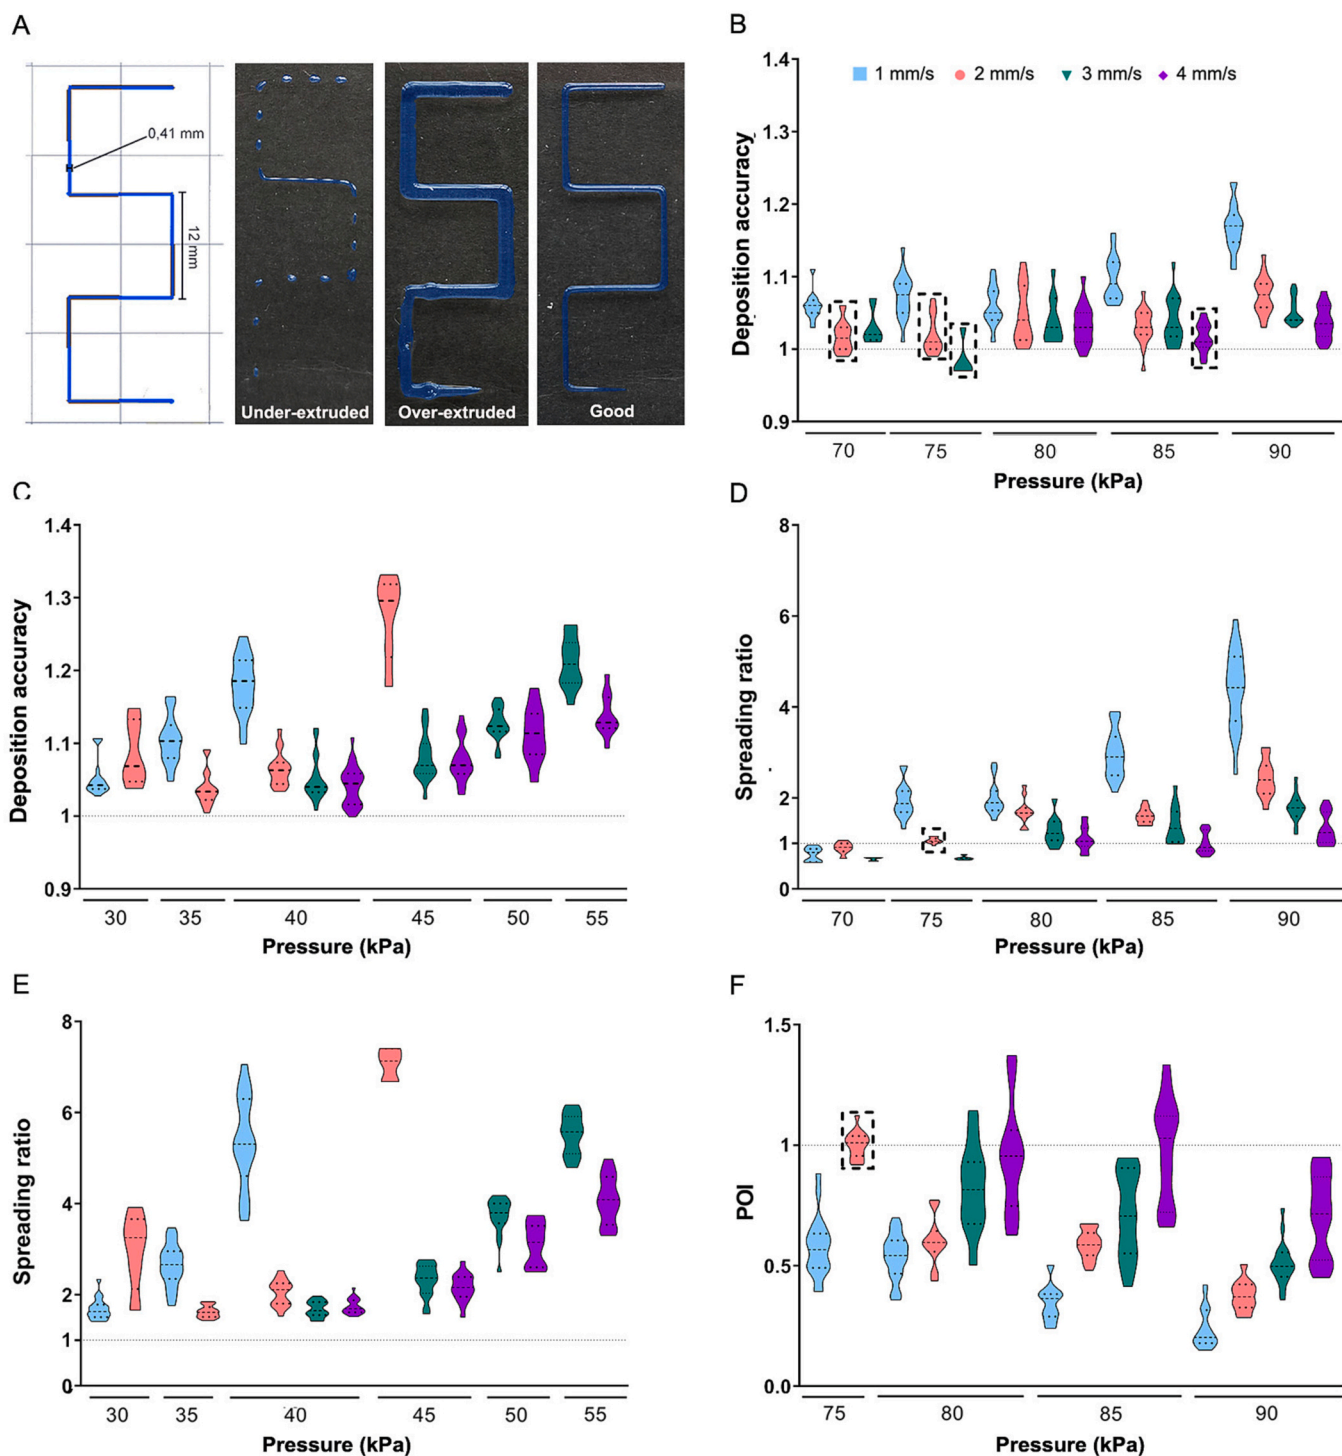 A
0,41 mm
12 mm
Under-extruded
Over-extruded
Good
B
1.4
1.3
1.2
1.1
1
0.9
Deposition accuracy
1 mm/s
2 mm/s
3 mm/s
4 mm/s
70
75
80
85
90
Pressure (kPa)
C
1.4
1.3
1.2
1.1
1
0.9
Deposition accuracy
30
35
40
45
50
55
Pressure (kPa)
D
8
6
4
2
1
0
Spreading ratio
70
75
80
85
90
Pressure (kPa)
E
8
6
4
2
1
0
Spreading ratio
30
35
40
45
50
55
Pressure (kPa)
F
1.5
1
0.5
0.0
POI
75
80
85
90
Pressure (kPa)